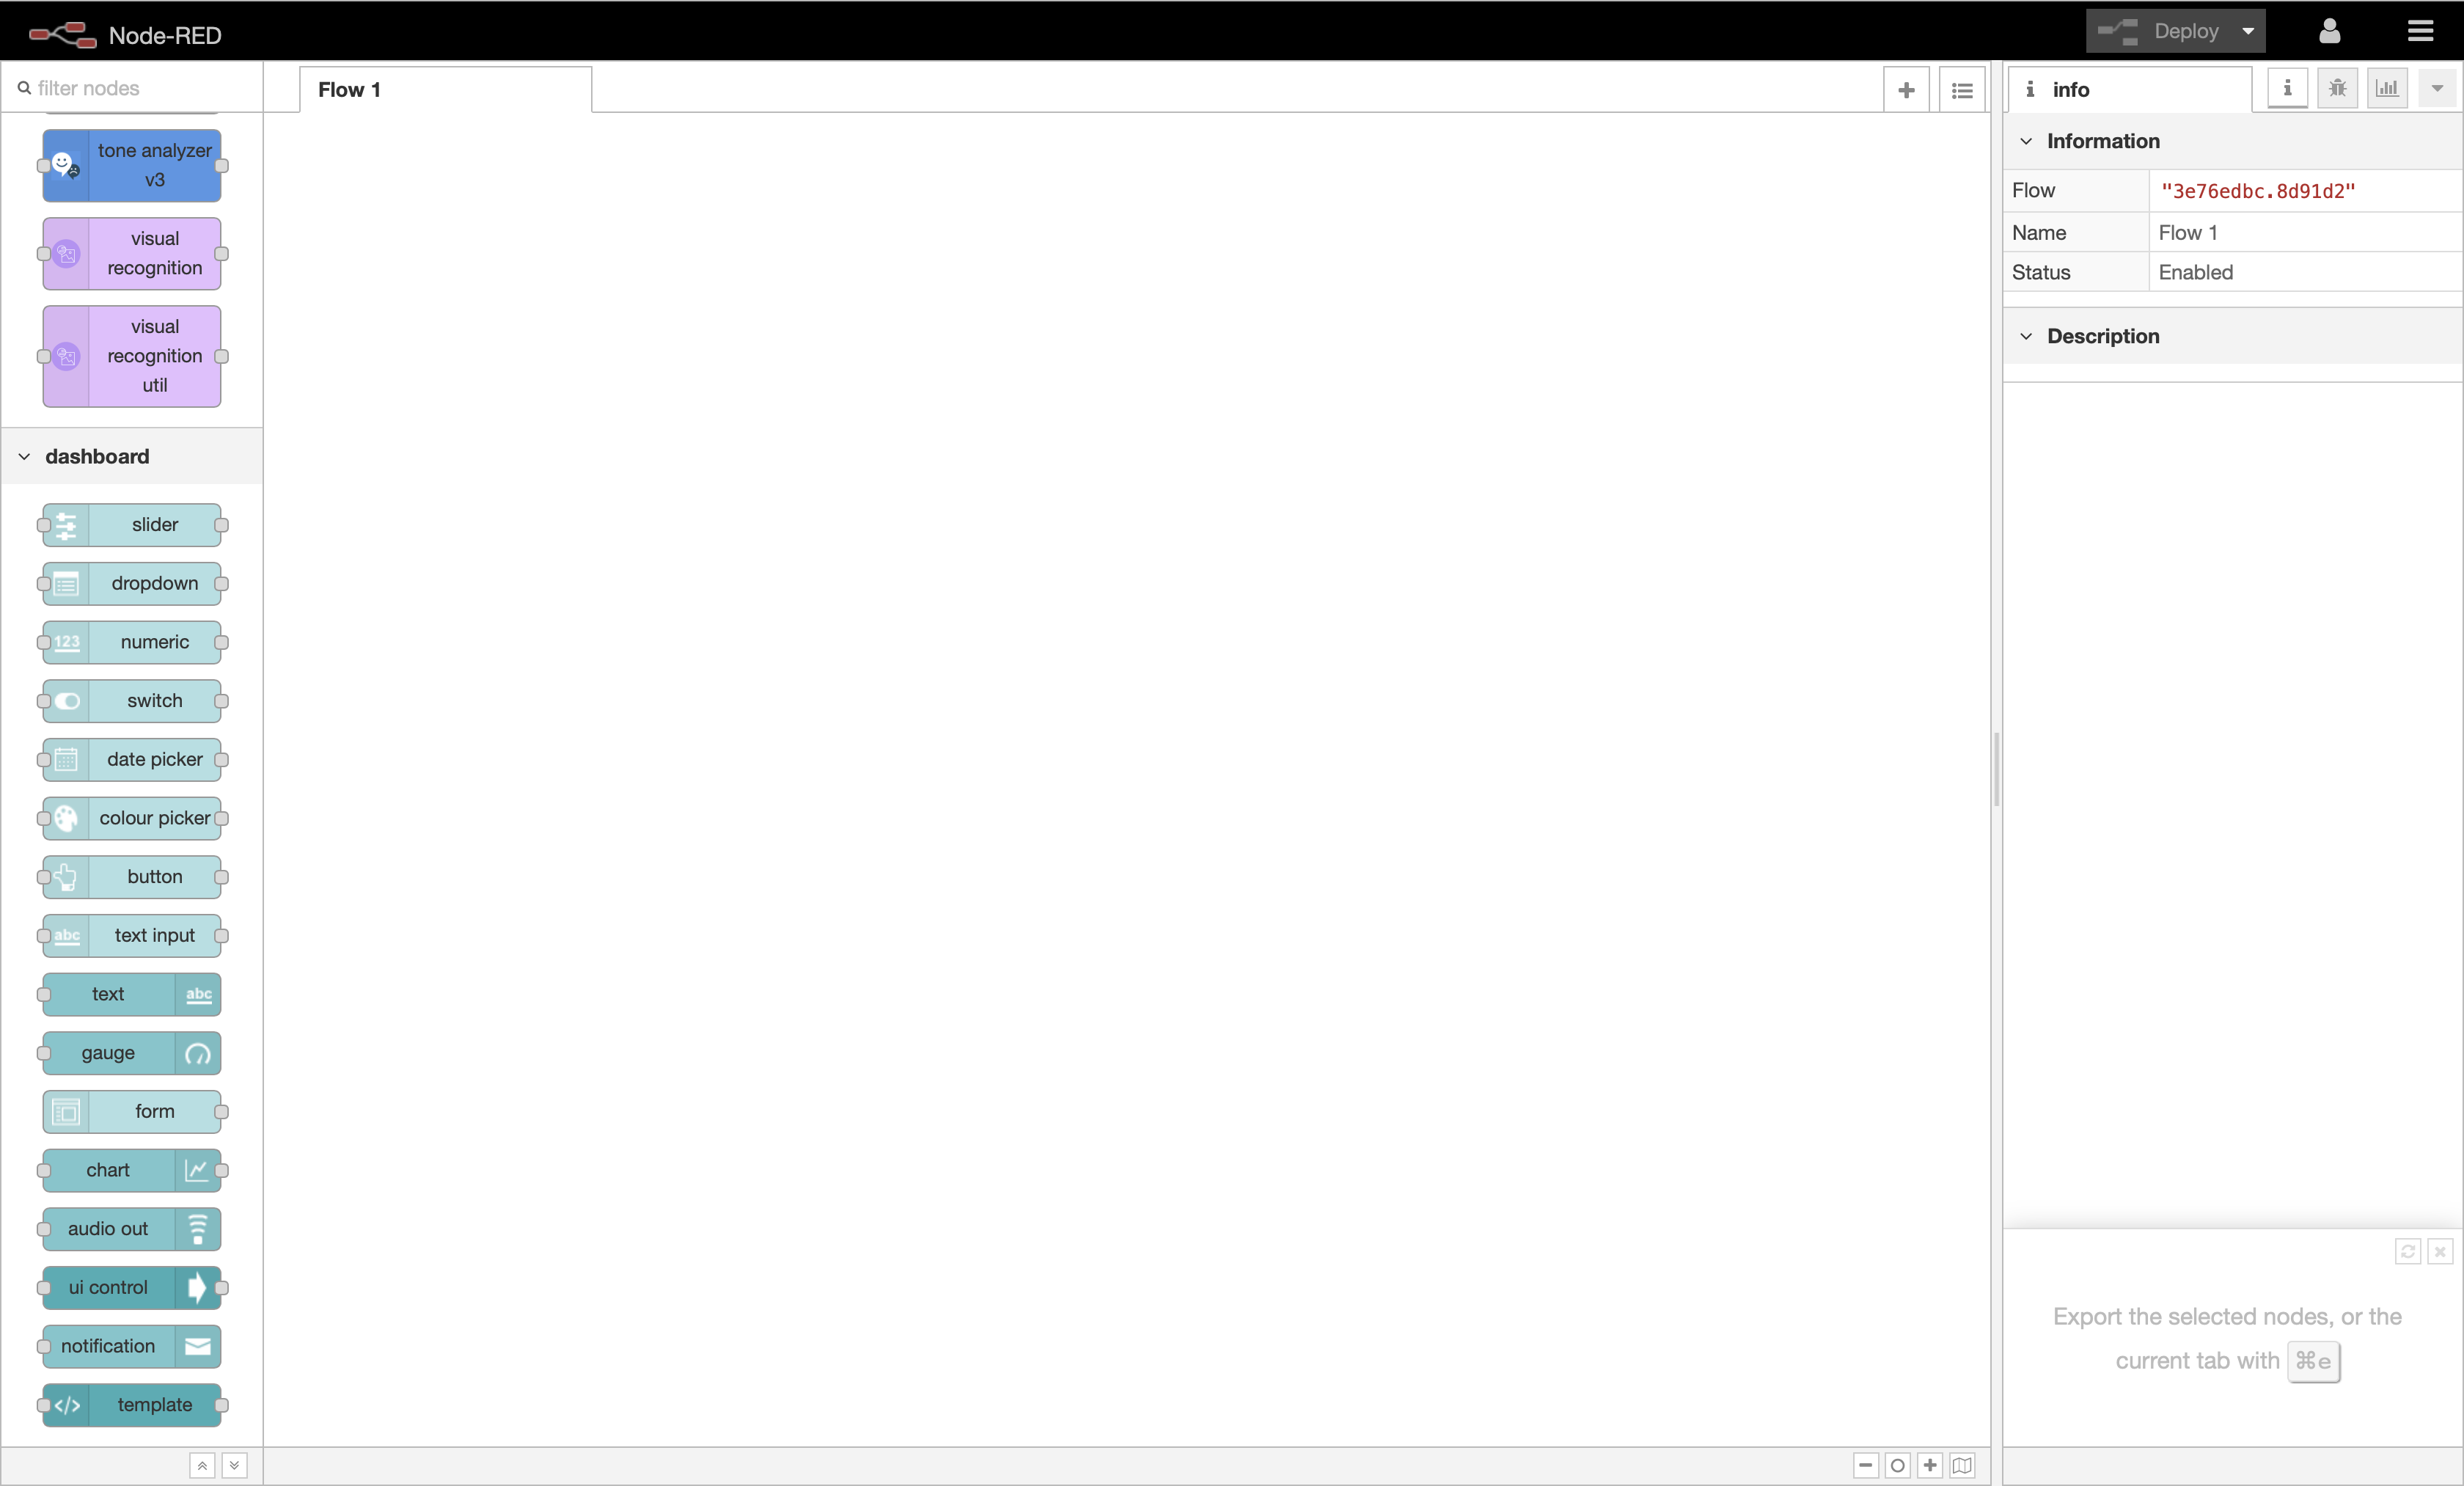 Node-RED
Deploy
filter nodes
Flow 1
info
tone analyzer
v3
visual
recognition
visual
recognition
util
dashboard
slider
dropdown
123
numeric
switch
date picker
colour picker
button
abc
text input
text
abc
gauge
form
chart
audio out
ui control
notification
</>
template
Information
Flow
"3e76edbc.8d91d2"
Name
Flow 1
Status
Enabled
Description
Export the selected nodes, or the
current tab with ⌘e